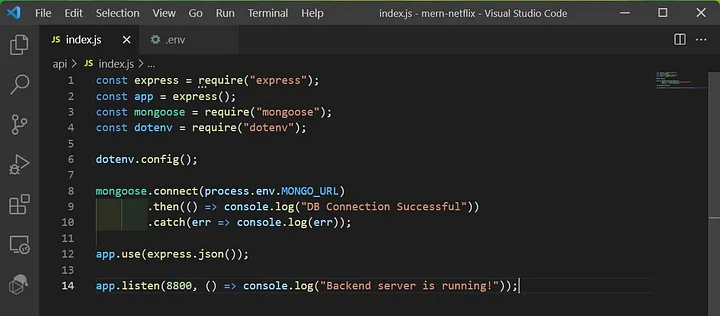 File Edit Selection View Go Run Terminal Help index.js - mern-netflix - Visual Studio Code
JS index.js .env
api > JS index.js > ...
1 const express = require("express");
2 const app = express();
3 const mongoose = require("mongoose");
4 const dotenv = require("dotenv");
5
6 dotenv.config();
7
8 mongoose.connect(process.env.MONGO_URL)
9 .then(() => console.log("DB Connection Successful"))
10 .catch(err => console.log(err));
11
12 app.use(express.json());
13
14 app.listen(8800, () => console.log("Backend server is running!"));